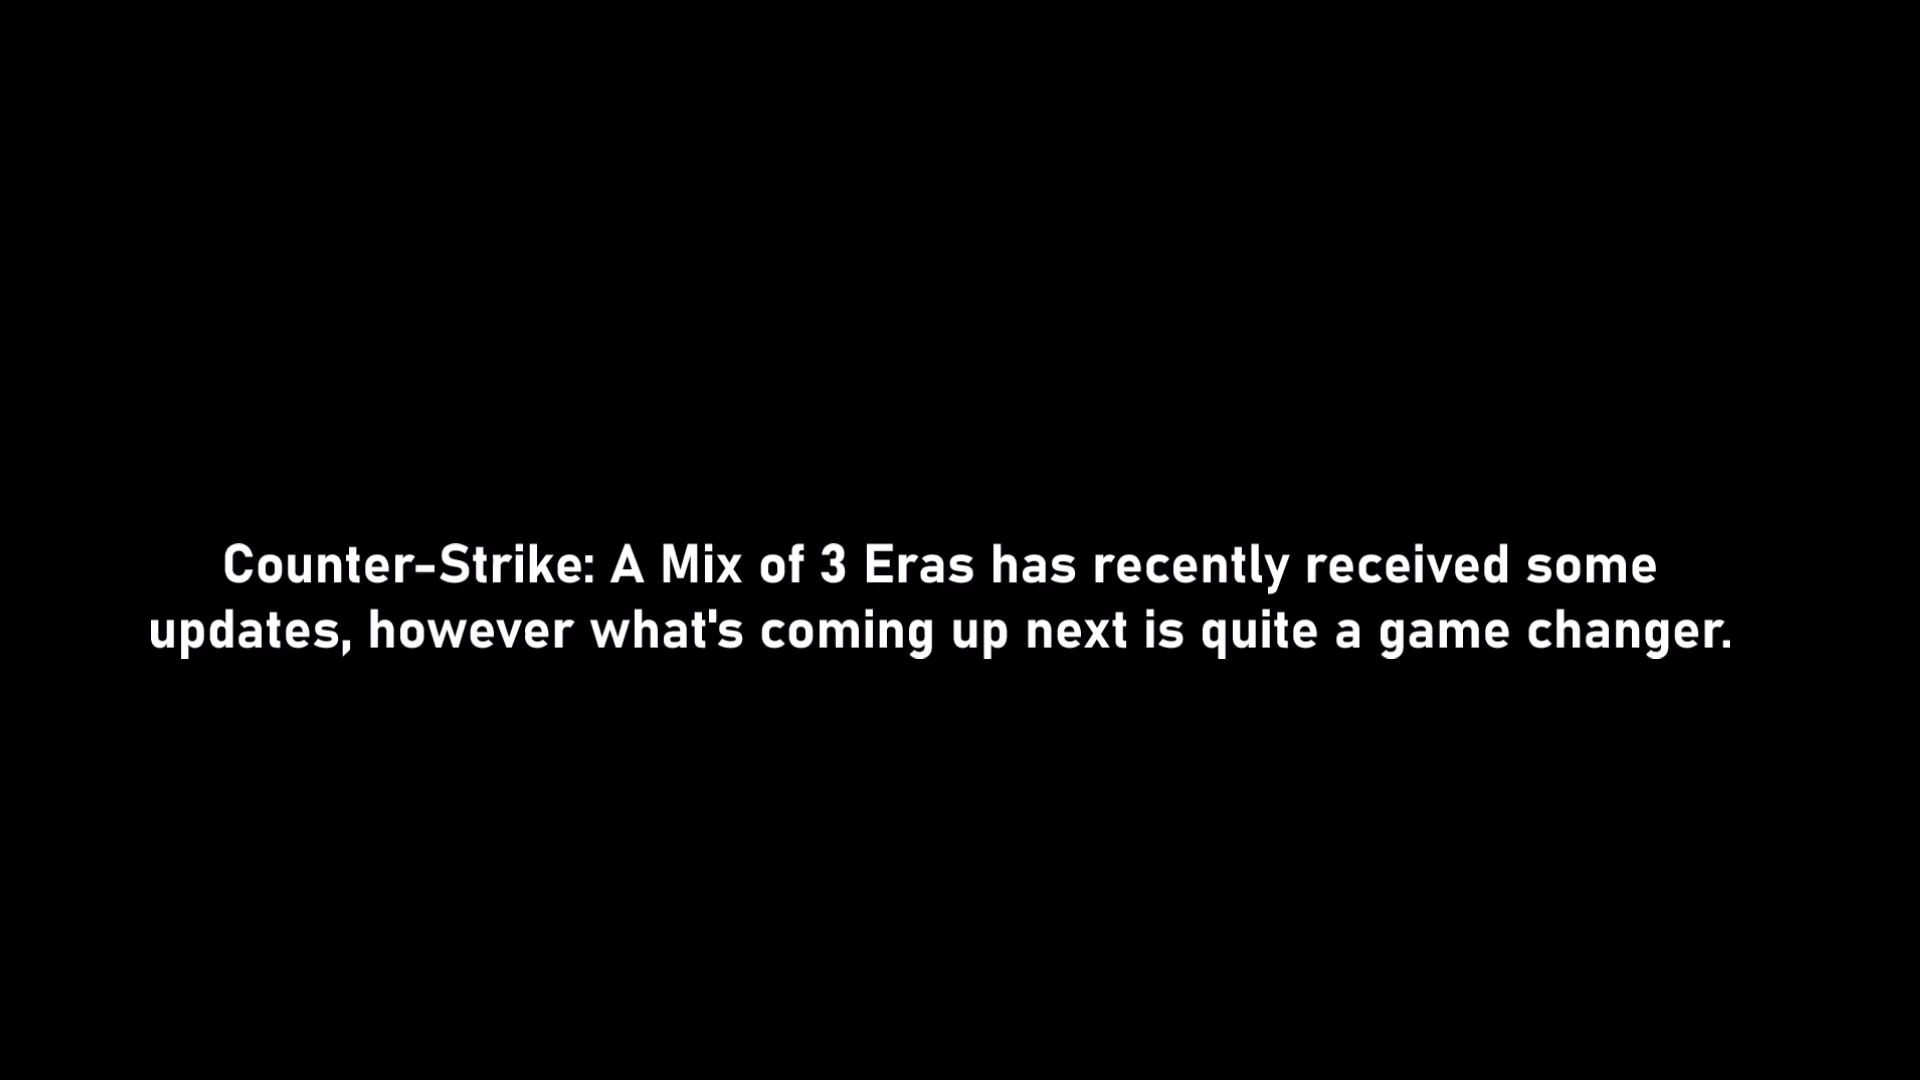 Counter-Strike: A Mix of 3 Eras has recently received some
updates, however what's coming up next is quite a game changer.